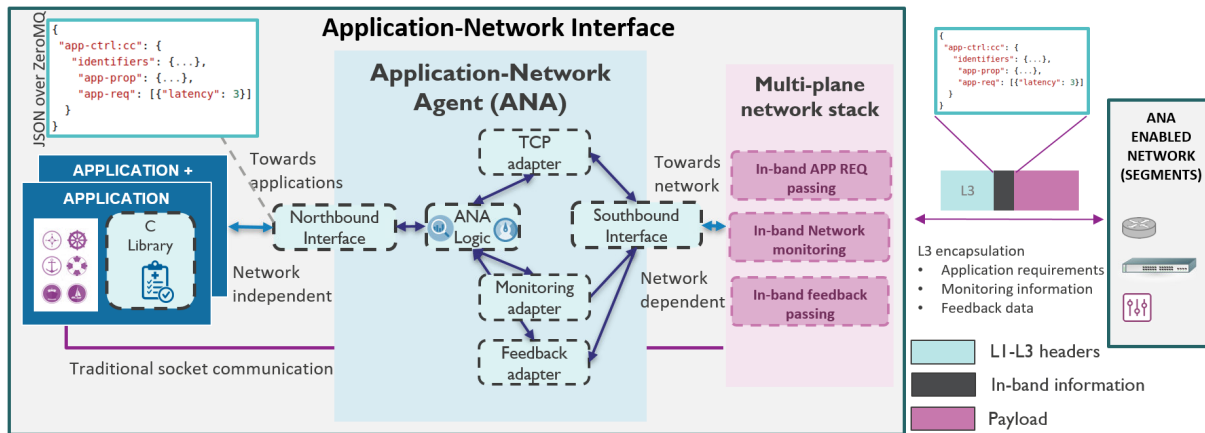 Application-Network Interface
JSON over ZeroMQ
{
"app-ctrl:cc": {
"identifiers": {...},
"app-prop": {...},
"app-req": [{"latency": 3}]
}
}
APPLICATION +
APPLICATION
C
Library
Towards
applications
Network
independent
Northbound
Interface
Traditional socket communication
Application-Network
Agent (ANA)
TCP
adapter
ANA
Logic
Southbound
Interface
Monitoring
adapter
Feedback
adapter
Towards
network
Network
dependent
Multi-plane
network stack
In-band APP REQ
passing
In-band Network
monitoring
In-band feedback
passing
{
"app-ctrl:cc": {
"identifiers": {...},
"app-prop": {...},
"app-req": [{"latency": 3}]
}
}
L3
L3 encapsulation
• Application requirements
• Monitoring information
• Feedback data
ANA
ENABLED
NETWORK
(SEGMENTS)
L1-L3 headers
In-band information
Payload